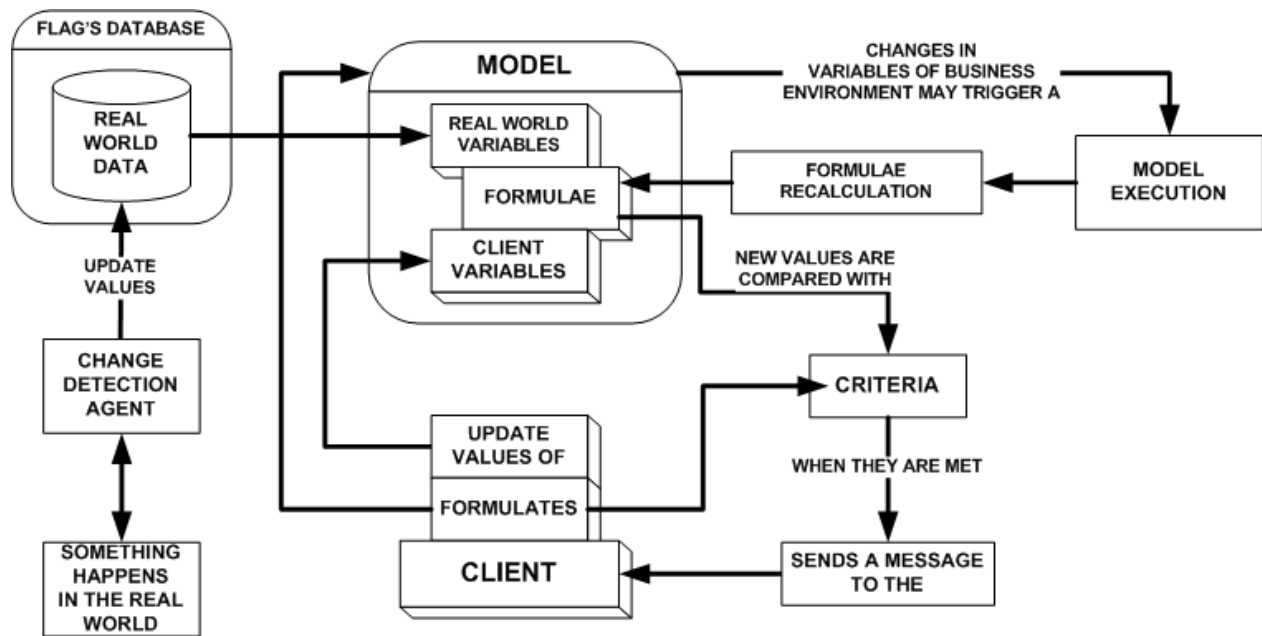 FLAG'S DATABASE
REAL
WORLD
DATA
UPDATE
VALUES
CHANGE
DETECTION
AGENT
SOMETHING
HAPPENS
IN THE REAL
WORLD
MODEL
REAL WORLD
VARIABLES
FORMULAE
CLIENT
VARIABLES
CHANGES IN
VARIABLES OF BUSINESS
ENVIRONMENT MAY TRIGGER A
MODEL
EXECUTION
FORMULAE
RECALCULATION
NEW VALUES ARE
COMPARED WITH
CRITERIA
WHEN THEY ARE MET
SENDS A MESSAGE
TO THE
UPDATE
VALUES OF
FORMULATES
CLIENT